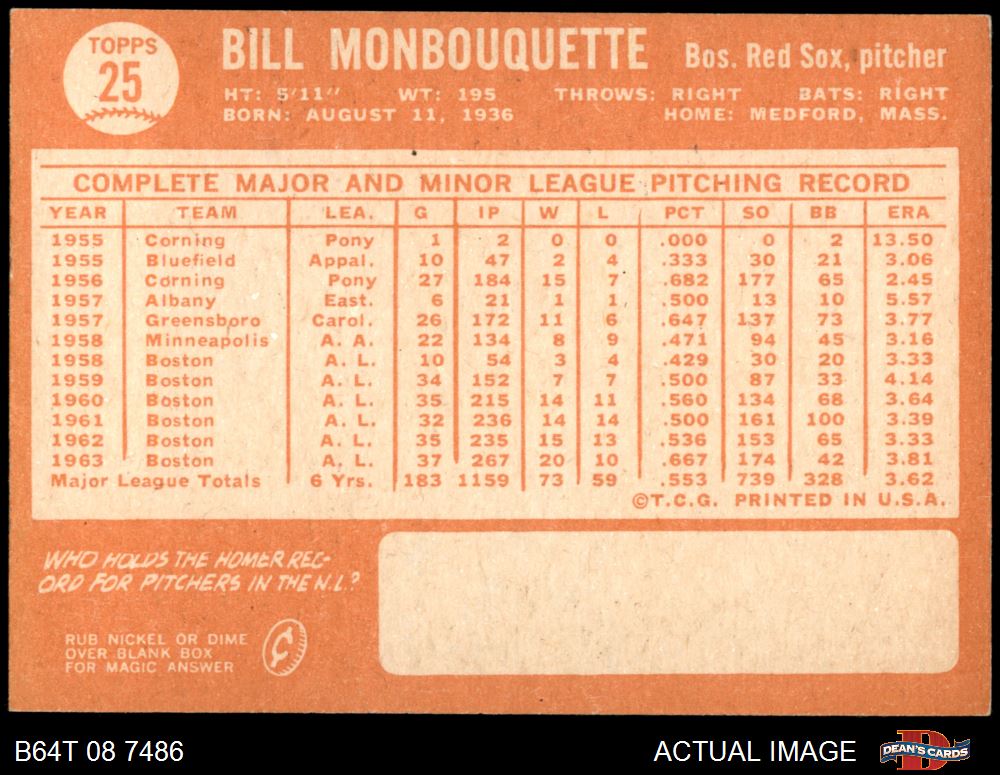 TOPPS
25
BILL MONBOUQUETTE Bos. Red Sox, pitcher
HT: 5'11" WT: 195 THROWS: RIGHT BATS: RIGHT
BORN: AUGUST 11, 1936 HOME: MEDFORD, MASS.
COMPLETE MAJOR AND MINOR LEAGUE PITCHING RECORD
YEAR TEAM LEA. G IP W L PCT SO BB ERA
1955 Corning Pony 1 2 0 0 .000 0 2 13.50
1955 Bluefield Appal. 10 47 2 4 .333 30 21 3.06
1956 Corning Pony 27 184 15 7 .682 177 65 2.45
1957 Albany East. 6 21 1 1 .500 13 10 5.57
1957 Greensboro Carol. 26 172 11 6 .647 137 73 3.77
1958 Minneapolis A. A. 22 134 8 9 .471 94 45 3.16
1958 Boston A. L. 10 54 3 4 .429 30 20 3.33
1959 Boston A. L. 34 152 7 7 .500 87 33 4.14
1960 Boston A. L. 35 215 14 11 .560 134 68 3.64
1961 Boston A. L. 32 236 14 14 .500 161 100 3.39
1962 Boston A. L. 35 235 15 13 .536 153 65 3.33
1963 Boston A. L. 37 267 20 10 .667 174 42 3.81
Major League Totals 6 Yrs. 183 1159 73 59 .553 739 328 3.62
©T.C.G. PRINTED IN U.S.A.
WHO HOLDS THE HOMER REC-
ORD FOR PITCHERS IN THE N.L.?
RUB NICKEL OR DIME
OVER BLANK BOX
FOR MAGIC ANSWER
¢
B64T 08 7486 ACTUAL IMAGE D DEAN'S CARDS